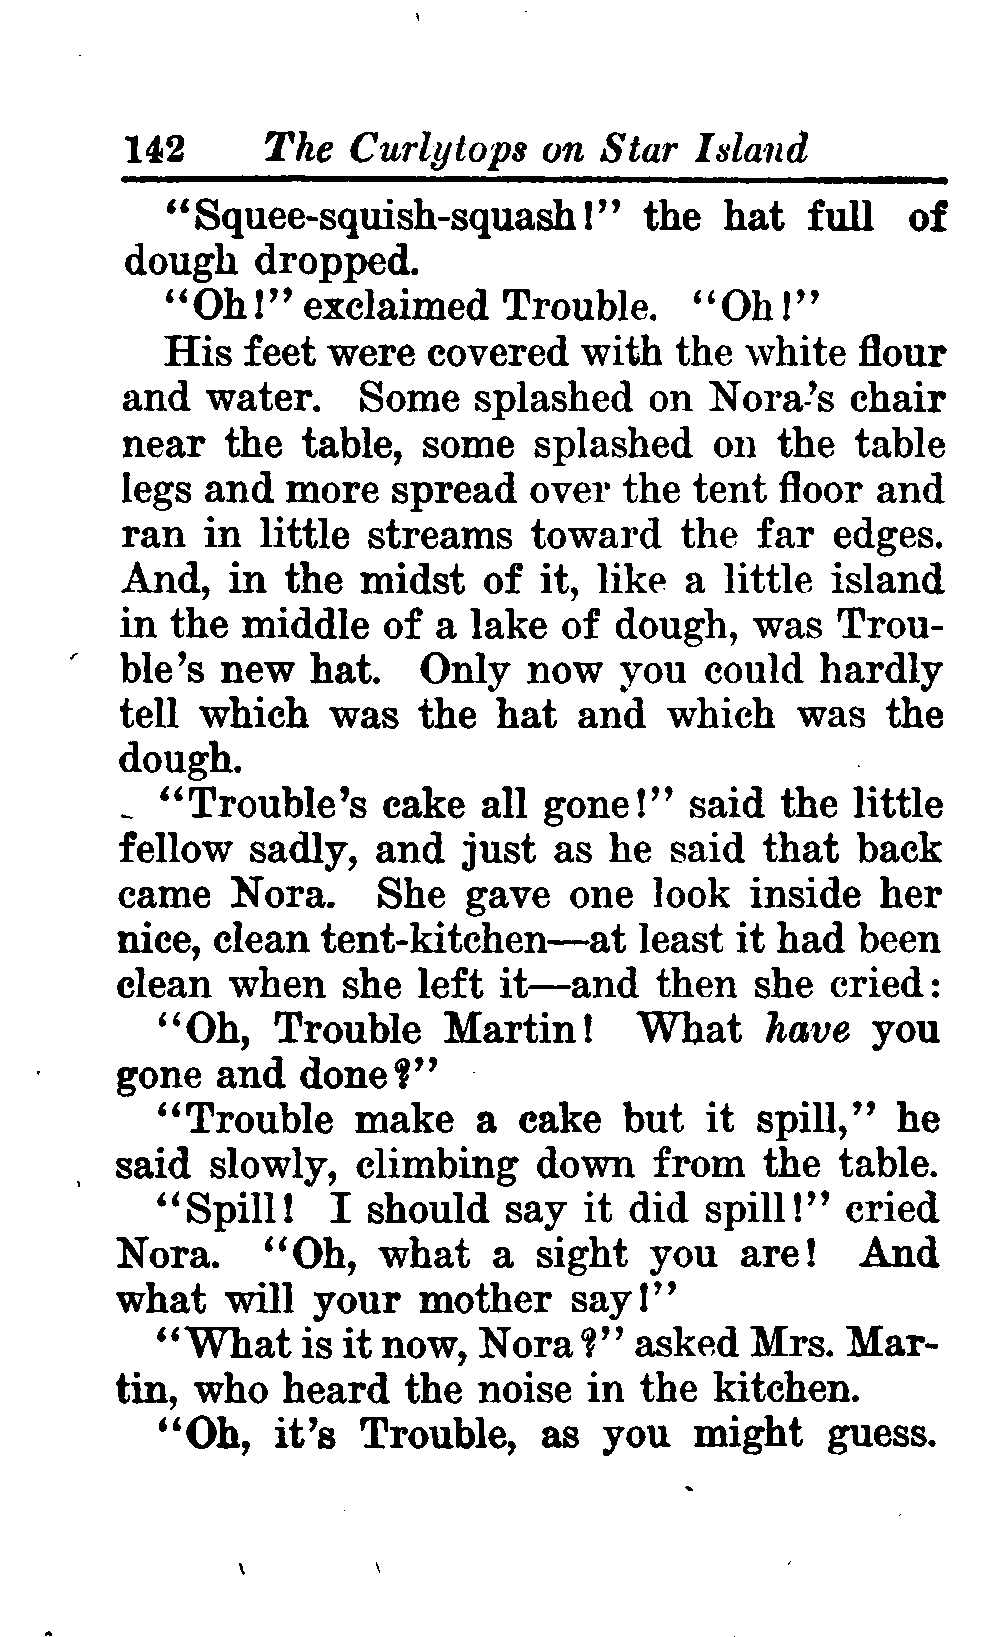 142 The Curlytops on Star Island
“Squee-squish-squash!” the hat full of
dough dropped.
“Oh!” exclaimed Trouble. “Oh!”
His feet were covered with the white flour
and water. Some splashed on Nora's chair
near the table, some splashed on the table
legs and more spread over the tent floor and
ran in little streams toward the far edges.
And, in the midst of it, like a little island
in the middle of a lake of dough, was Trou-
ble's new hat. Only now you could hardly
tell which was the hat and which was the
dough.
“Trouble's cake all gone!” said the little
fellow sadly, and just as he said that back
came Nora. She gave one look inside her
nice, clean tent-kitchen—at least it had been
clean when she left it—and then she cried:
“Oh, Trouble Martin! What have you
gone and done?”
“Trouble make a cake but it spill,” he
said slowly, climbing down from the table.
“Spill! I should say it did spill!” cried
Nora. “Oh, what a sight you are! And
what will your mother say!”
“What is it now, Nora?” asked Mrs. Mar-
tin, who heard the noise in the kitchen.
“Oh, it's Trouble, as you might guess.